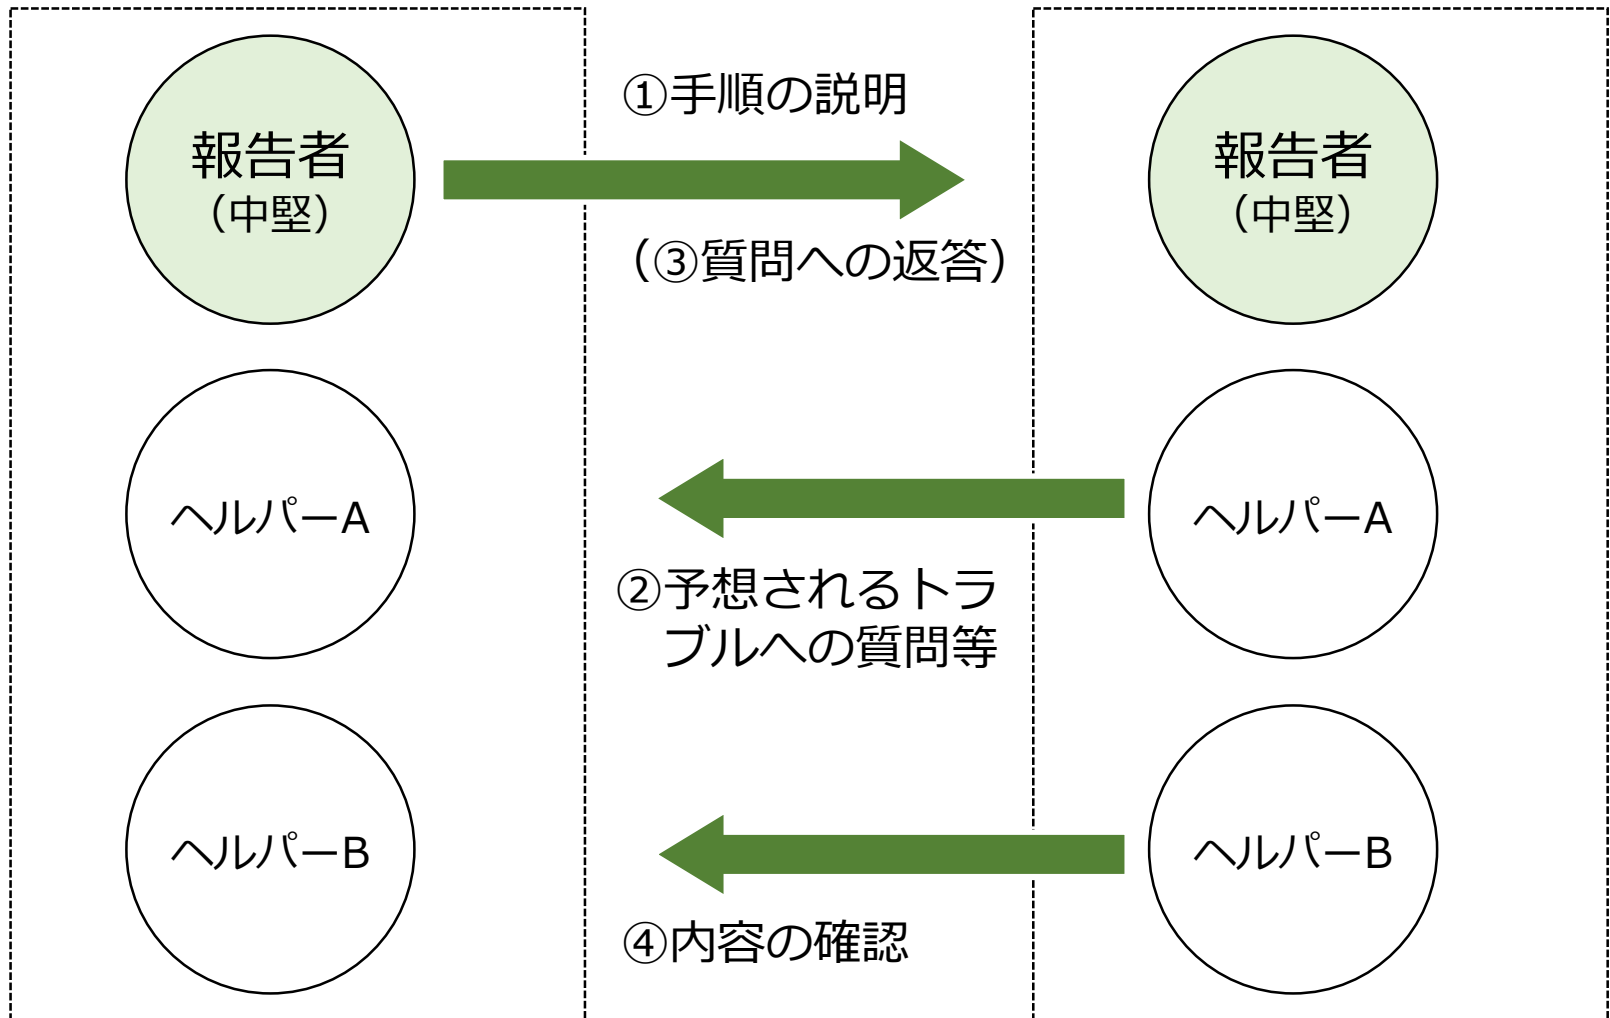 報告者
（中堅）
ヘルパーA
ヘルパーB
①手順の説明
（③質問への返答）
②予想されるトラ
ブルへの質問等
④内容の確認
報告者
（中堅）
ヘルパーA
ヘルパーB